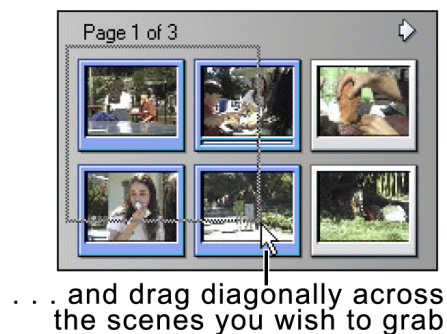 Page 1 of 3
. . . and drag diagonally across
the scenes you wish to grab